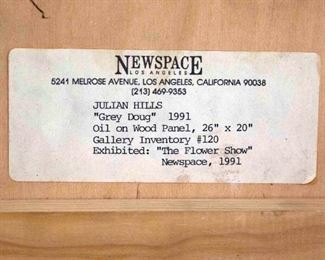 NEWSPACE
LOS ANGELES
5241 MELROSE AVENUE, LOS ANGELES, CALIFORNIA 90038
(213) 469-9353
JULIAN HILLS
"Grey Doug" 1991
Oil on Wood Panel, 26" x 20"
Gallery Inventory #120
Exhibited: "The Flower Show"
Newspace, 1991